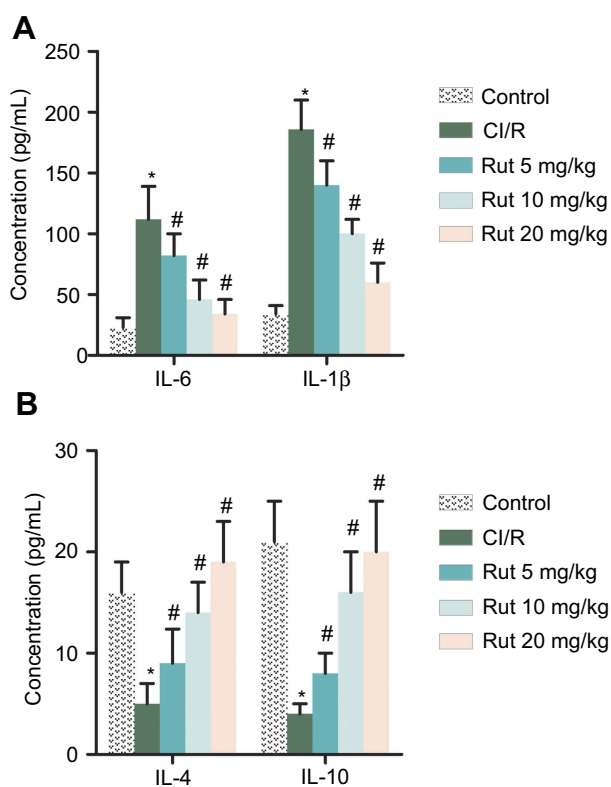 A
Concentration (pg/mL)
250
200
150
100
50
0
*
#
#
#
*
#
#
#
IL-6
IL-1β
Control
CI/R
Rut 5 mg/kg
Rut 10 mg/kg
Rut 20 mg/kg
B
Concentration (pg/mL)
30
20
10
0
*
#
#
#
*
#
#
#
IL-4
IL-10
Control
CI/R
Rut 5 mg/kg
Rut 10 mg/kg
Rut 20 mg/kg